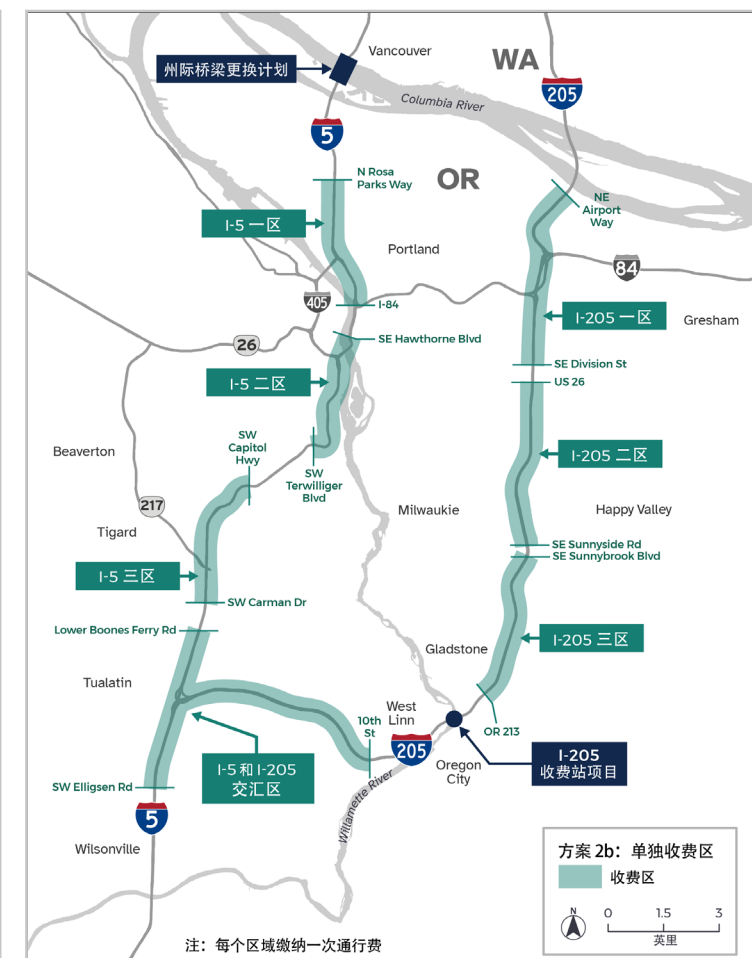 Vancouver
WA
州际桥梁更换计划
205
Columbia River
5
N Rosa
Parks Way
OR
NE
Airport
Way
I-5 一区
Portland
84
405
I-84
I-205 一区
Gresham
26
SE Hawthorne Blvd
SE Division St
I-5 二区
US 26
SW
Capitol
Hwy
Beaverton
I-205 二区
SW
Terwilliger
Blvd
217
Milwaukie
Happy Valley
Tigard
SE Sunnyside Rd
SE Sunnybrook Blvd
I-5 三区
SW Carman Dr
Lower Boones Ferry Rd
I-205 三区
Gladstone
Tualatin
West
Linn
10th
St
OR 213
205
I-5 和 I-205
交汇区
Oregon
City
I-205
收费站项目
SW Elligsen Rd
Willamette River
5
Wilsonville
方案 2b：单独收费区
收费区
N
0 1.5 3
英里
注：每个区域缴纳一次通行费